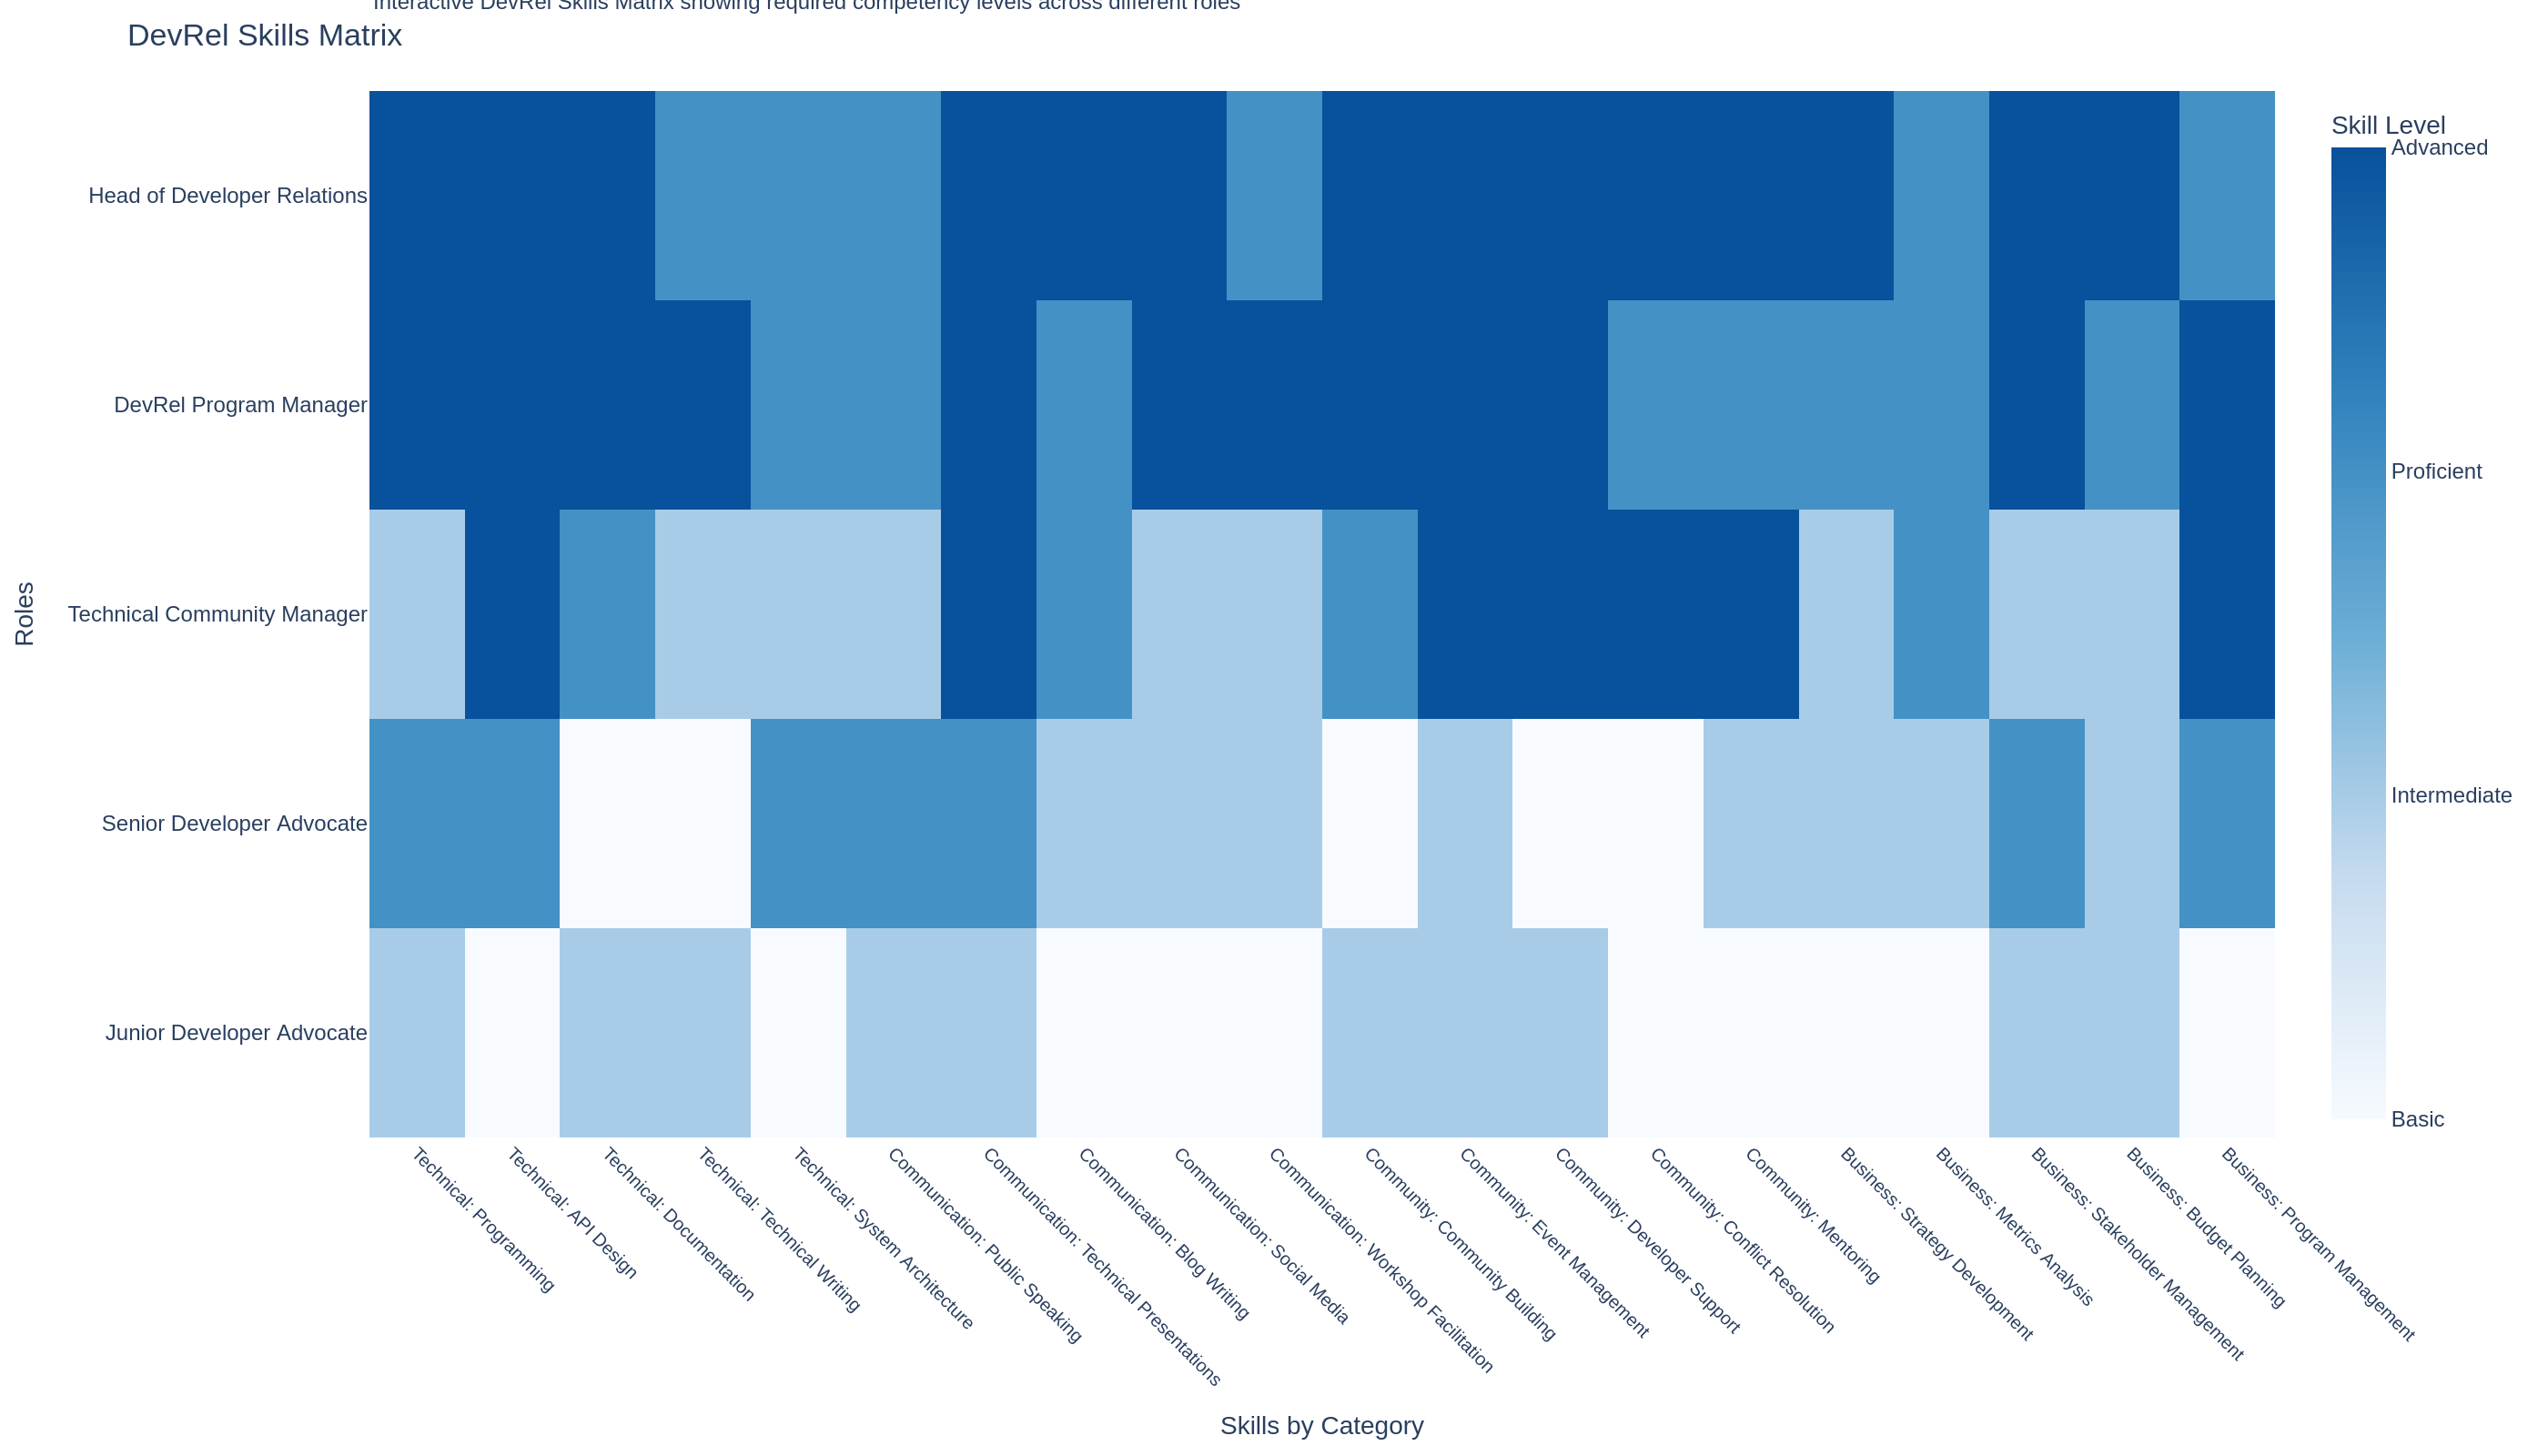 Interactive DevRel Skills Matrix showing required competency levels across different roles
DevRel Skills Matrix
Skill Level
Advanced
Proficient
Intermediate
Basic
Roles
Head of Developer Relations
DevRel Program Manager
Technical Community Manager
Senior Developer Advocate
Junior Developer Advocate
Technical: Programming
Technical: API Design
Technical: Documentation
Technical: Technical Writing
Technical: System Architecture
Communication: Public Speaking
Communication: Technical Presentations
Communication: Blog Writing
Communication: Social Media
Communication: Workshop Facilitation
Community: Community Building
Community: Event Management
Community: Developer Support
Community: Conflict Resolution
Community: Mentoring
Business: Strategy Development
Business: Metrics Analysis
Business: Stakeholder Management
Business: Budget Planning
Business: Program Management
Skills by Category